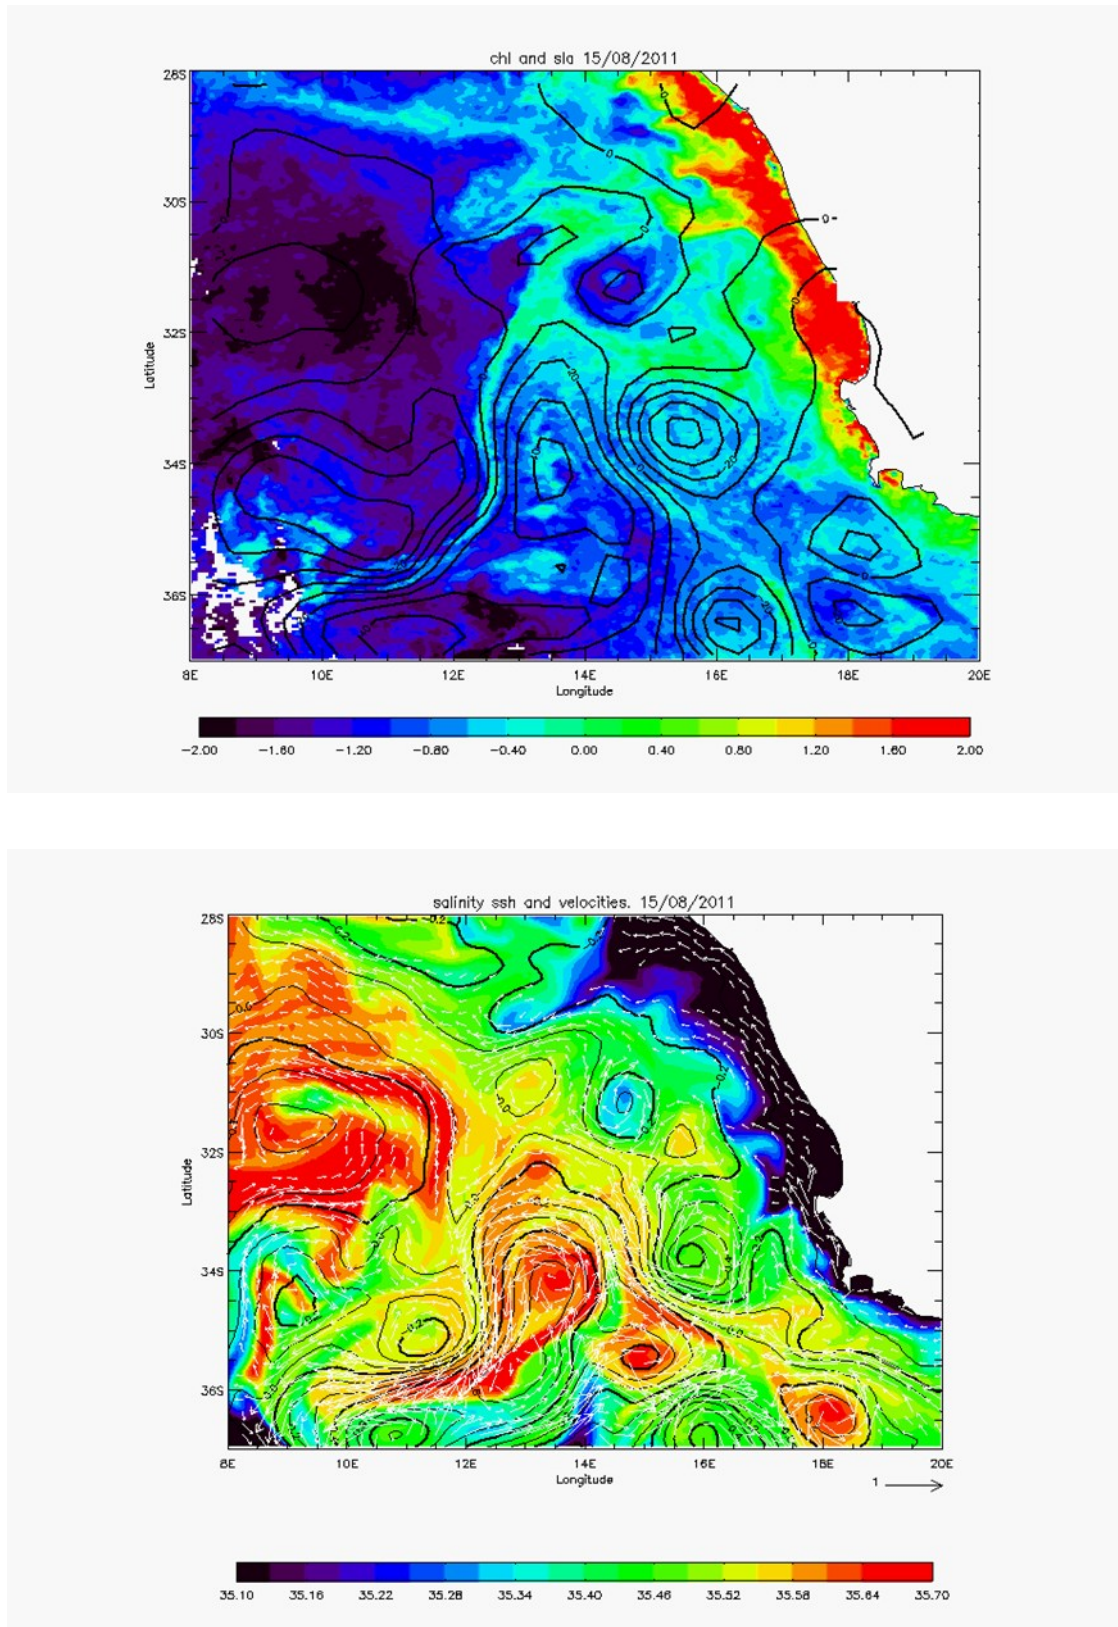 chl and sla 15/08/2011
28S
30S
32S
34S
36S
Latitude
8E 10E 12E 14E 16E 18E 20E
Longitude
-2.00 -1.60 -1.20 -0.80 -0.40 0.00 0.40 0.80 1.20 1.60 2.00
salinity ssh and velocities. 15/08/2011
28S
30S
32S
34S
36S
Latitude
8E 10E 12E 14E 16E 18E 20E
Longitude
1
35.10 35.16 35.22 35.28 35.34 35.40 35.46 35.52 35.58 35.64 35.70